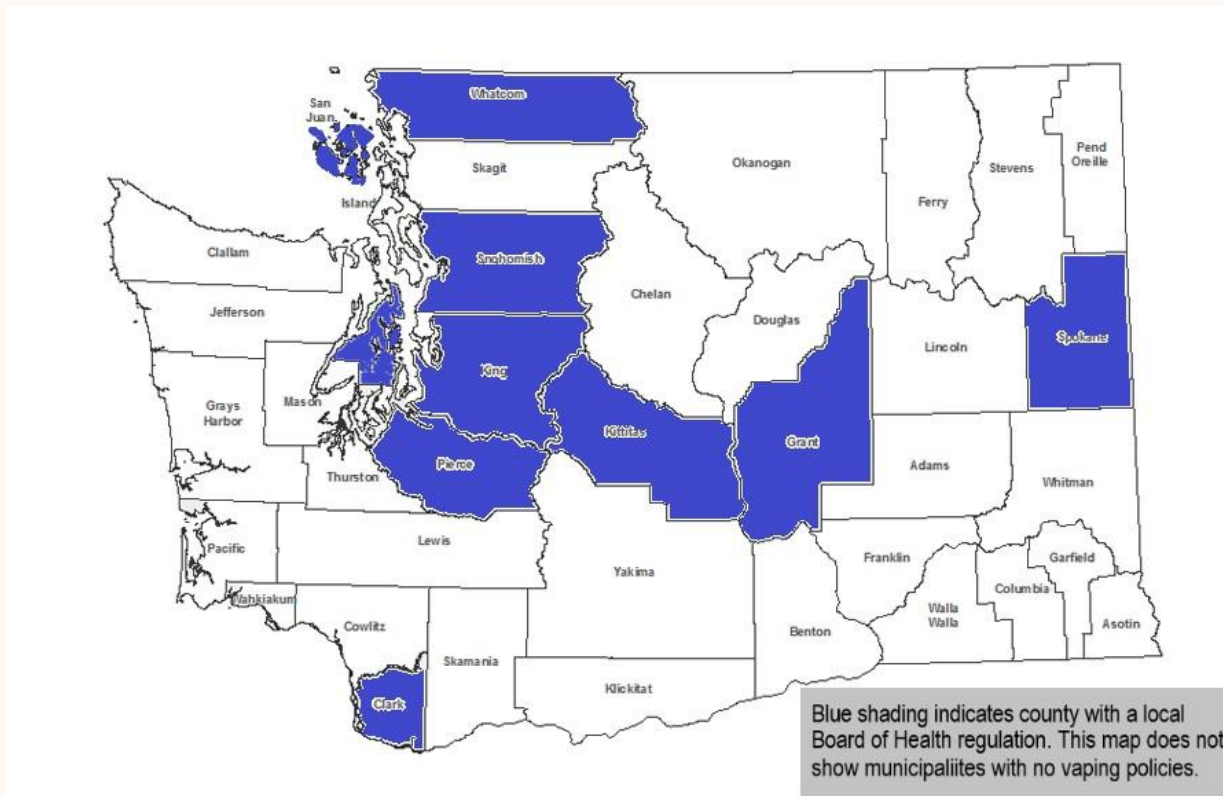 Whatcom
San
Juan
Okanogan
Pend
Oreille
Stevens
Skagit
Ferry
Island
Clallam
Snohomish
Chelan
Jefferson
Douglas
Spokane
Lincoln
King
Mason
Grays
Harbor
Kittitas
Grant
Pierce
Adams
Thurston
Whitman
Lewis
Pacific
Franklin
Garfield
Yakima
Columbia
Wahkiakum
Walla
Walla
Cowlitz
Asotin
Benton
Skamania
Klickitat
Clark
Blue shading indicates county with a local
Board of Health regulation. This map does not
show municipaliites with no vaping policies.